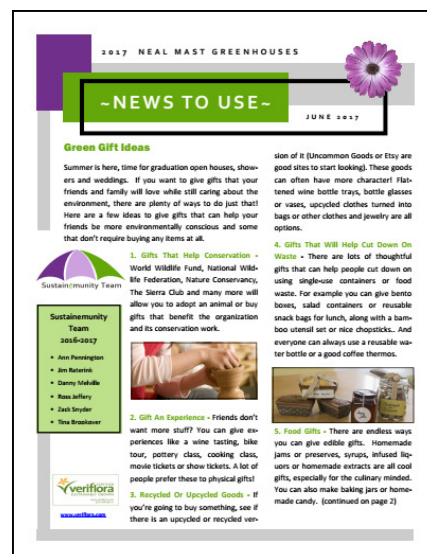 2017 NEAL MAST GREENHOUSES
~NEWS TO USE~
JUNE 2017
Green Gift Ideas
Summer is here, time for graduation open houses, show-
ers and weddings. If you want to give gifts that your
friends and family will love while still caring about the
environment, there are plenty of ways to do just that!
Here are a few ideas to give gifts that can help your
friends be more environmentally conscious and some
that don't require buying any items at all.
Sustainemunity Team
Sustainemunity
Team
2016-2017
• Ann Pennington
• Jim Raterink
• Danny Melville
• Ross Jeffery
• Zack Snyder
• Tina Brookover
veriflora
www.veriflora.com
1. Gifts That Help Conservation -
World Wildlife Fund, National Wild-
life Federation, Nature Conservancy,
The Sierra Club and many more will
allow you to adopt an animal or buy
gifts that benefit the organization
and its conservation work.
2. Gift An Experience - Friends don't
want more stuff? You can give ex-
periences like a wine tasting, bike
tour, pottery class, cooking class,
movie tickets or show tickets. A lot of
people prefer these to physical gifts!
3. Recycled Or Upcycled Goods - If
you're going to buy something, see if
there is an upcycled or recycled ver-
sion of it (Uncommon Goods or Etsy are
good sites to start looking). These goods
can often have more character! Flat-
tened wine bottle trays, bottle glasses
or vases, upcycled clothes turned into
bags or other clothes and jewelry are all
options.
4. Gifts That Will Help Cut Down On
Waste - There are lots of thoughtful
gifts that can help people cut down on
using single-use containers or food
waste. For example you can give bento
boxes, salad containers or reusable
snack bags for lunch, along with a bam-
boo utensil set or nice chopsticks.. And
everyone can always use a reusable wa-
ter bottle or a good coffee thermos.
5. Food Gifts - There are endless ways
you can give edible gifts. Homemade
jams or preserves, syrups, infused liq-
uors or homemade extracts are all cool
gifts, especially for the culinary minded.
You can also make baking jars or home-
made candy. (continued on page 2)